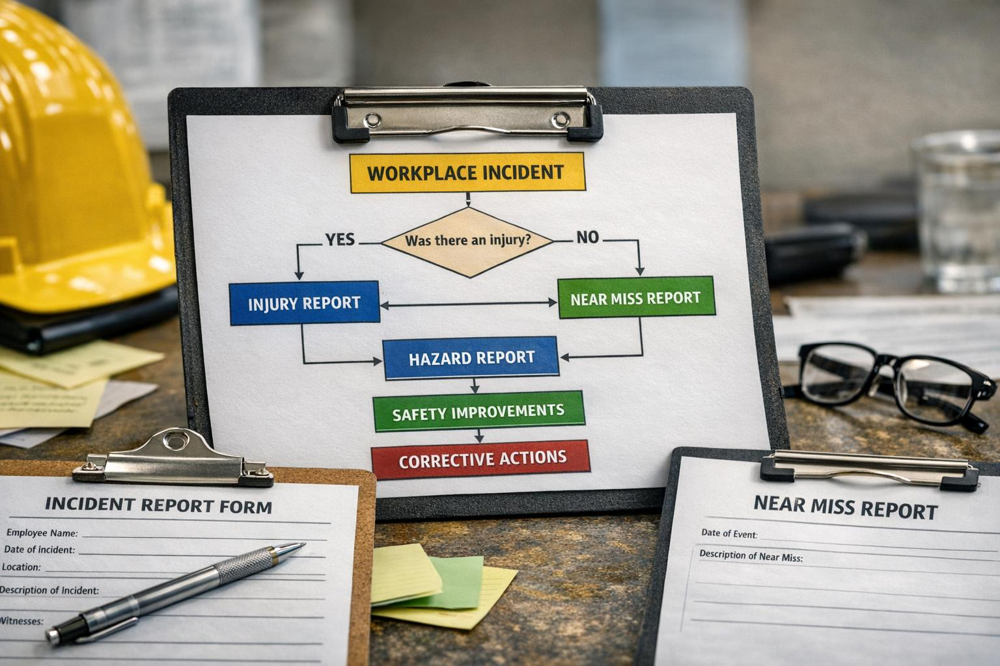 WORKPLACE INCIDENT
Was there an injury?
YES
NO
INJURY REPORT
NEAR MISS REPORT
HAZARD REPORT
SAFETY IMPROVEMENTS
CORRECTIVE ACTIONS
INCIDENT REPORT FORM
Employee Name:
Date of Incident:
Location:
Description of Incident:
Witnesses:
NEAR MISS REPORT
Date of Event:
Description of Near Miss: